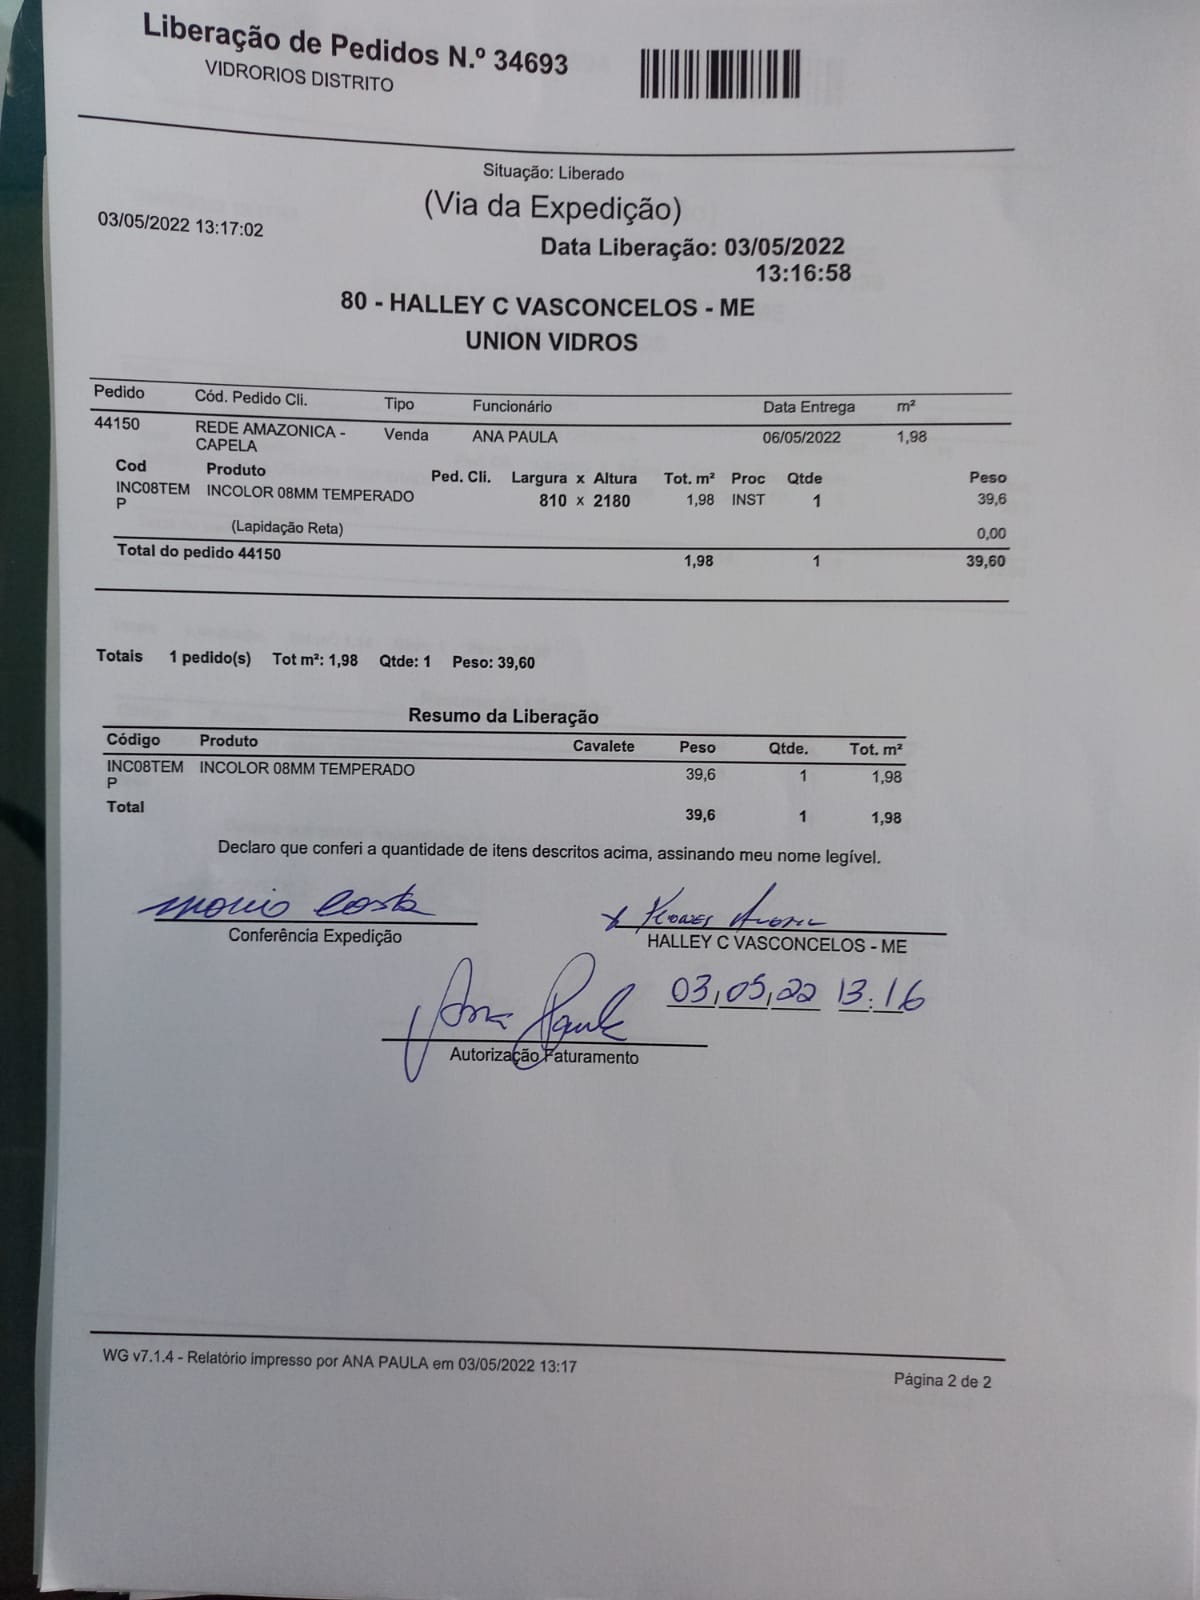 Liberação de Pedidos N.º 34693
VIDRORIOS DISTRITO
Situação: Liberado
(Via da Expedição)
03/05/2022 13:17:02
Data Liberação: 03/05/2022
13:16:58
80 - HALLEY C VASCONCELOS - ME
UNION VIDROS
Pedido Cód. Pedido Cli. Tipo Funcionário Data Entrega m²
44150 REDE AMAZONICA - Venda ANA PAULA 06/05/2022 1,98
CAPELA
Cod Produto Ped. Cli. Largura x Altura Tot. m² Proc Qtde Peso
INC08TEM INCOLOR 08MM TEMPERADO 810 x 2180 1,98 INST 1 39,6
P
(Lapidação Reta) 0,00
Total do pedido 44150 1,98 1 39,60
Totais 1 pedido(s) Tot m²: 1,98 Qtde: 1 Peso: 39,60
Resumo da Liberação
Código Produto Cavalete Peso Qtde. Tot. m²
INC08TEM INCOLOR 08MM TEMPERADO 39,6 1 1,98
P
Total 39,6 1 1,98
Declaro que conferi a quantidade de itens descritos acima, assinando meu nome legível.
Costa
Conferência Expedição
HALLEY C VASCONCELOS - ME
Ana Paula 03,05,22 13:16
Autorização Faturamento
WG v7.1.4 - Relatório impresso por ANA PAULA em 03/05/2022 13:17
Página 2 de 2